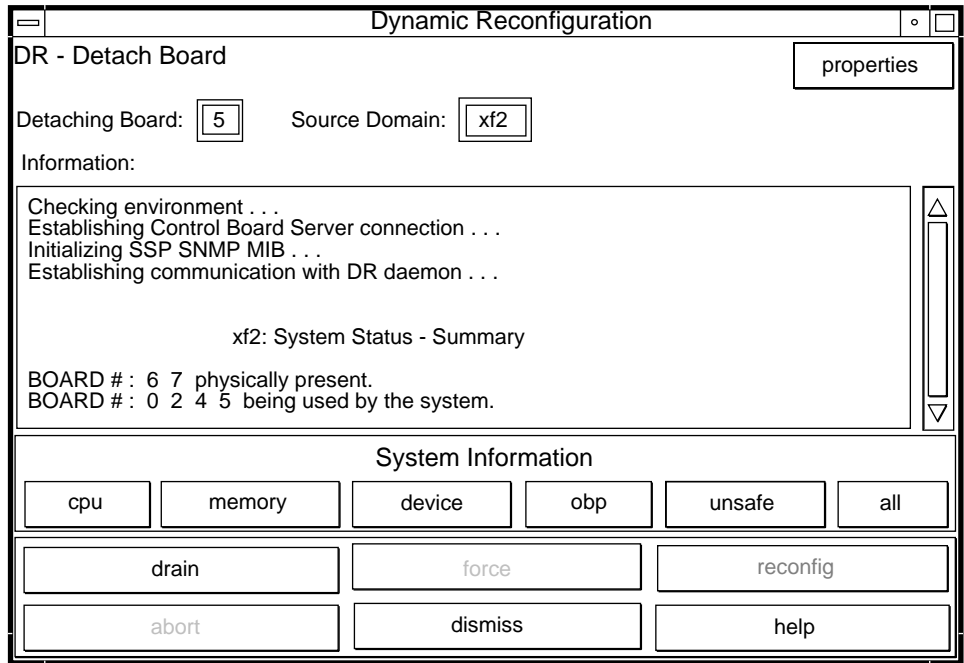 Dynamic Reconfiguration
DR - Detach Board
properties
Detaching Board: 5 Source Domain: xf2
Information:
Checking environment . . .
Establishing Control Board Server connection . . .
Initializing SSP SNMP MIB . . .
Establishing communication with DR daemon . . .
xf2: System Status - Summary
BOARD # : 6 7 physically present.
BOARD # : 0 2 4 5 being used by the system.
System Information
cpu memory device obp unsafe all
drain force reconfig
abort dismiss help